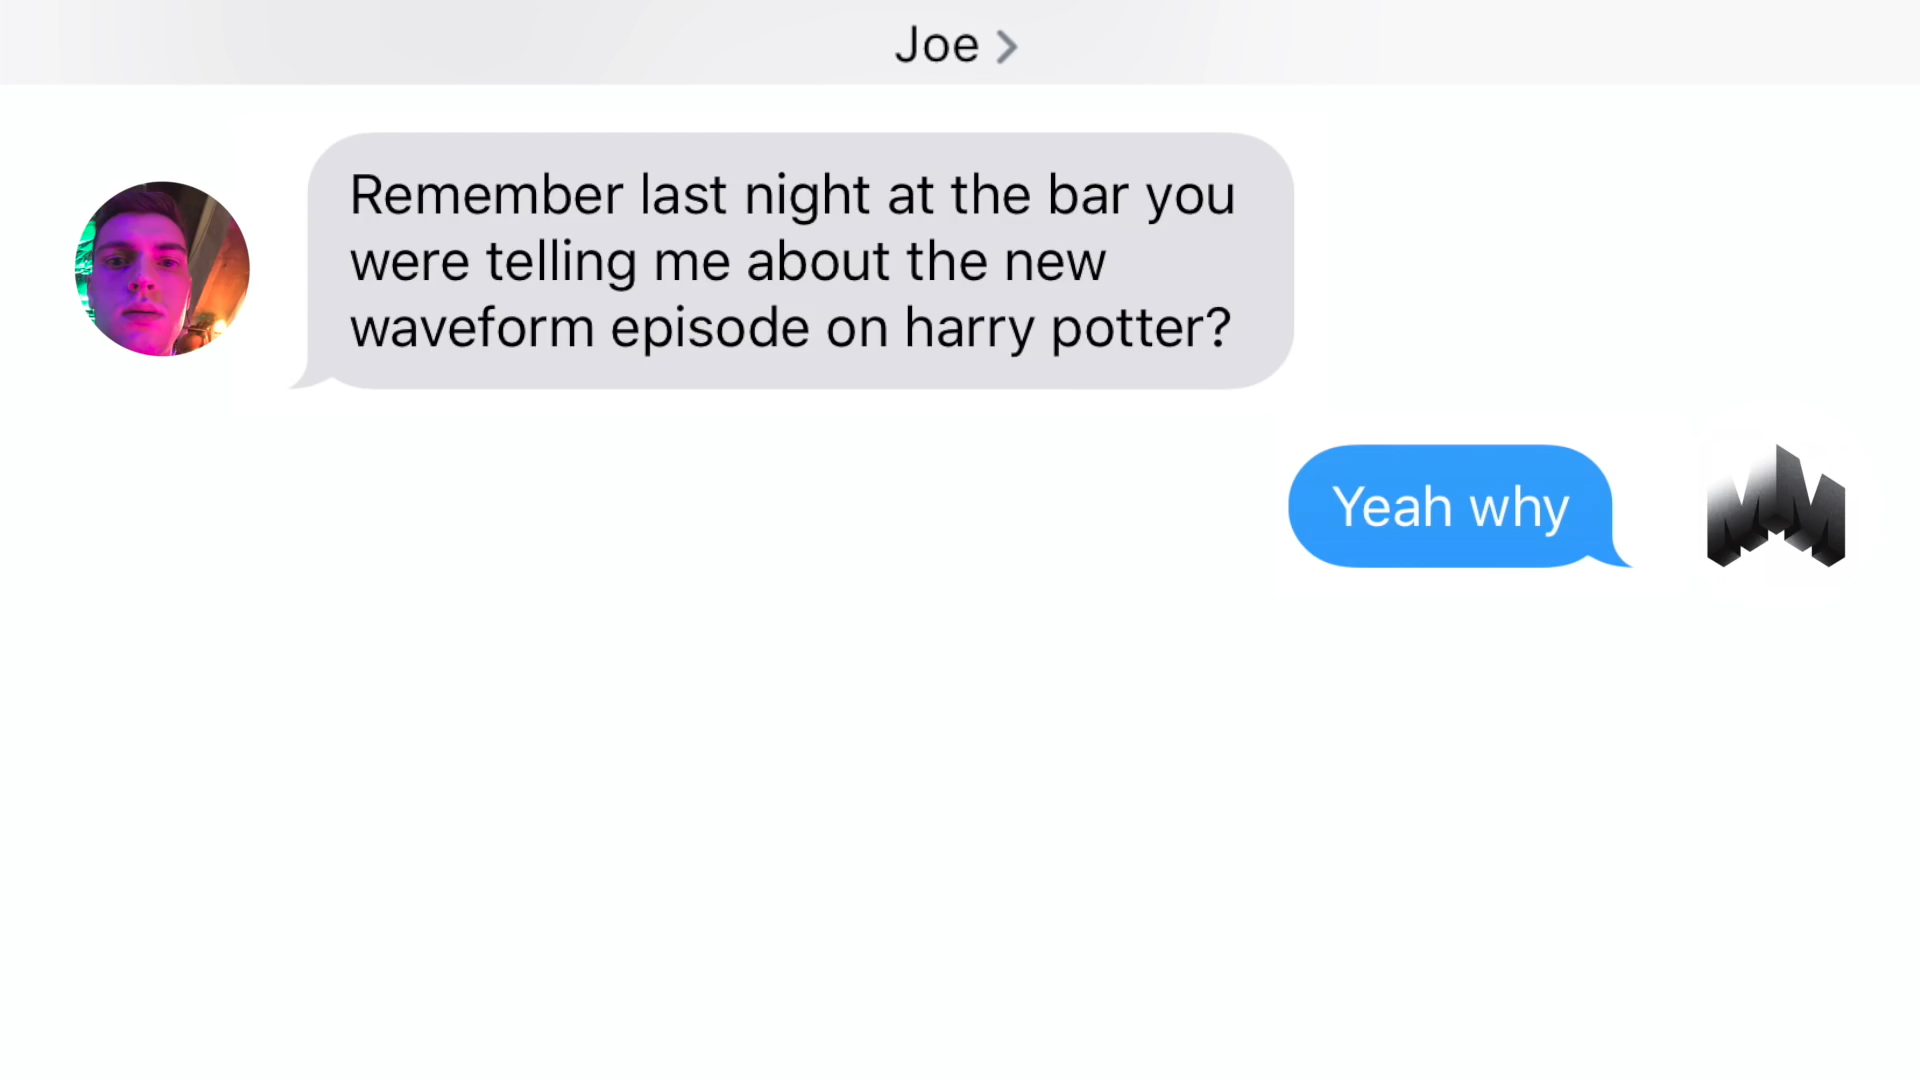 Joe
Remember last night at the bar you
were telling me about the new
waveform episode on harry potter?
Yeah why